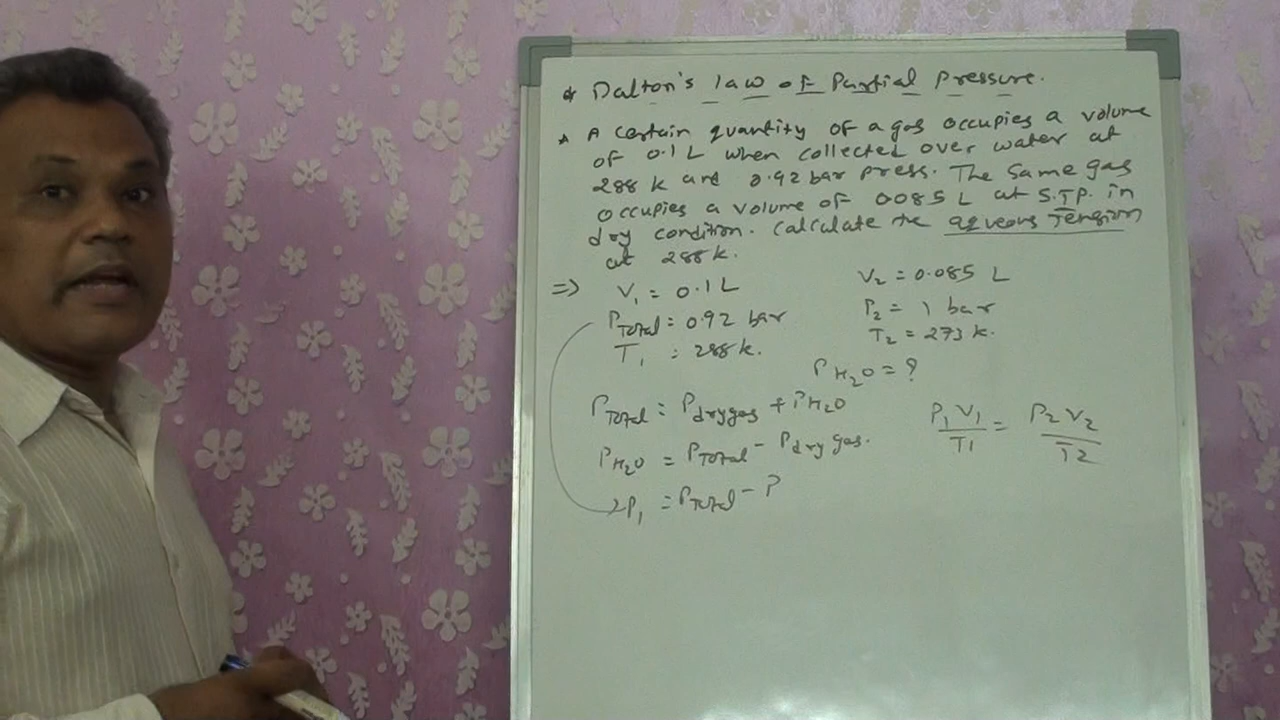 * Dalton's law of Partial Pressure.
* A certain quantity of a gas occupies a volume
of 0.1 L when collected over water at
288 k and 0.92 bar press. The same gas
occupies a volume of 0.085 L at S.T.P. in
dry condition. Calculate the aqueous Tension
at 288 k.
=> V₁ = 0.1 L V₂ = 0.085 L
PTotal = 0.92 bar P₂ = 1 bar
T₁ = 288 k. T₂ = 273 k.
PH₂O = ?
PTotal = Pdry gas + PH₂O P₁V₁/T₁ = P₂V₂/T₂
PH₂O = PTotal - Pdry gas.
P₁ = PTotal - P